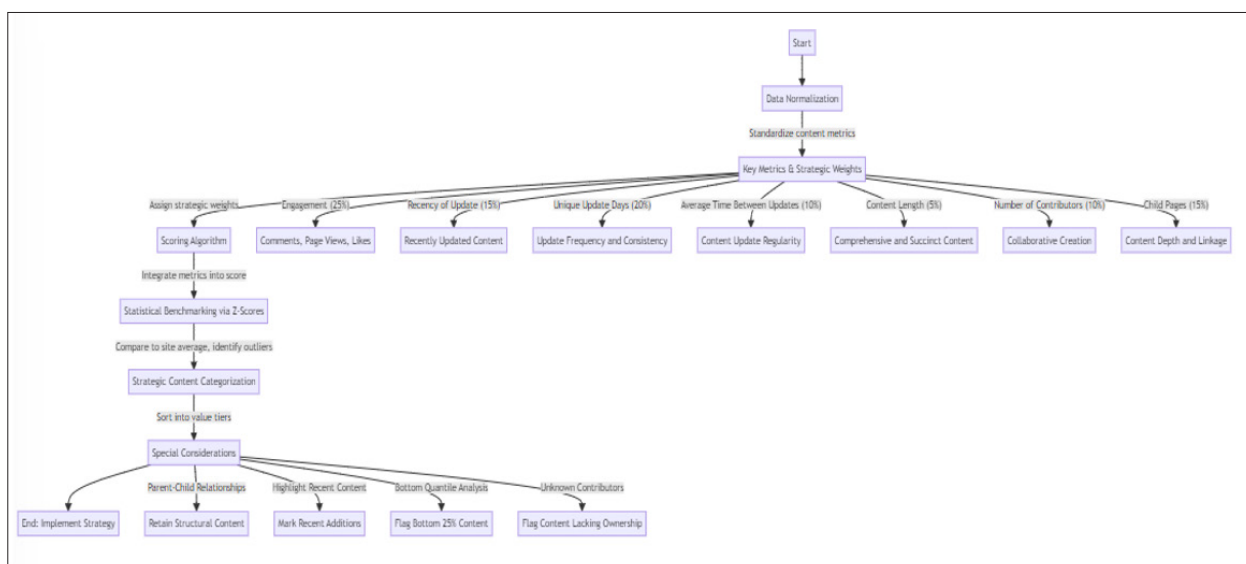 Start
Data Normalization
Standardize content metrics
Key Metrics & Strategic Weights
Assign strategic weights
Engagement (25%)
Recency of Update (15%)
Unique Update Days (20%)
Average Time Between Updates (10%)
Content Length (5%)
Number of Contributors (10%)
Child Pages (15%)
Scoring Algorithm
Comments, Page Views, Likes
Recently Updated Content
Update Frequency and Consistency
Content Update Regularity
Comprehensive and Succinct Content
Collaborative Creation
Content Depth and Linkage
Integrate metrics into score
Statistical Benchmarking via Z-Scores
Compare to site average, identify outliers
Strategic Content Categorization
Sort into value tiers
Special Considerations
Parent-Child Relationships
Highlight Recent Content
Bottom Quantile Analysis
Unknown Contributors
End: Implement Strategy
Retain Structural Content
Mark Recent Additions
Flag Bottom 25% Content
Flag Content Lacking Ownership